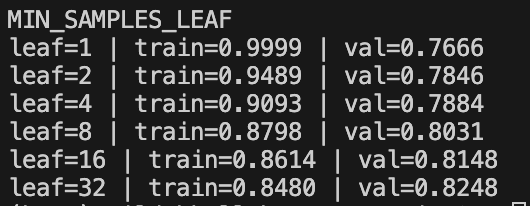 MIN_SAMPLES_LEAF
leaf=1 | train=0.9999 | val=0.7666
leaf=2 | train=0.9489 | val=0.7846
leaf=4 | train=0.9093 | val=0.7884
leaf=8 | train=0.8798 | val=0.8031
leaf=16 | train=0.8614 | val=0.8148
leaf=32 | train=0.8480 | val=0.8248